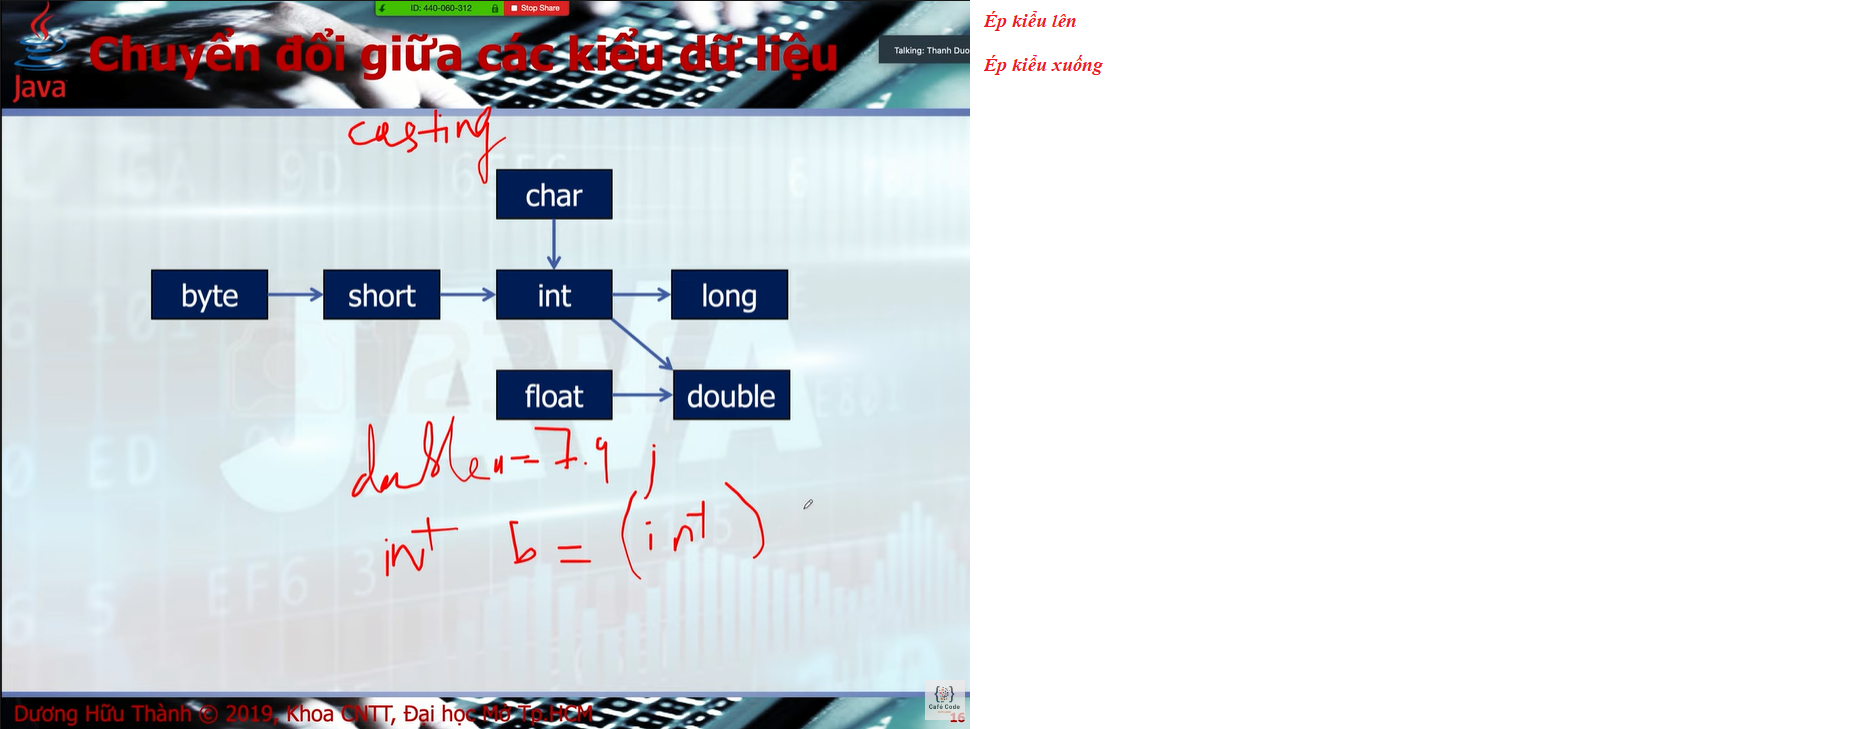 ID: 440-060-312
Stop Share
Java
Chuyển đổi giữa các kiểu dữ liệu
Talking: Thanh Duo
casting
char
byte
short
int
long
float
double
double = 7.9 ;
int b = (int)
Dương Hữu Thành © 2019, Khoa CNTT, Đại học Mở Tp.HCM
{ }
Café Code
16
Ép kiểu lên
Ép kiểu xuống